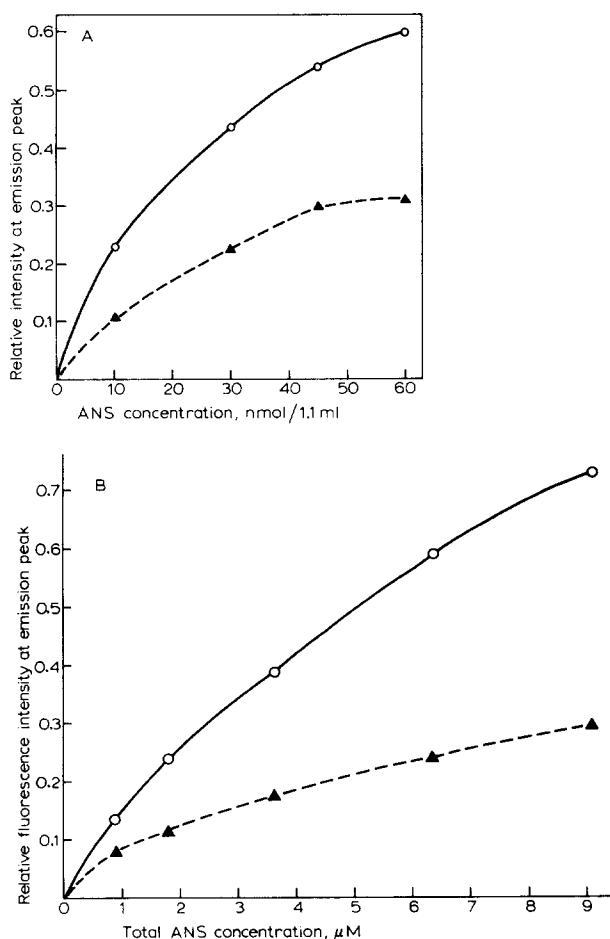 A
Relative intensity at emission peak
0.6
0.5
0.4
0.3
0.2
0.1
0 10 20 30 40 50 60
ANS concentration, nmol/1.1 ml
B
Relative fluorescence intensity at emission peak
0.7
0.6
0.5
0.4
0.3
0.2
0.1
0 1 2 3 4 5 6 7 8 9
Total ANS concentration, μM